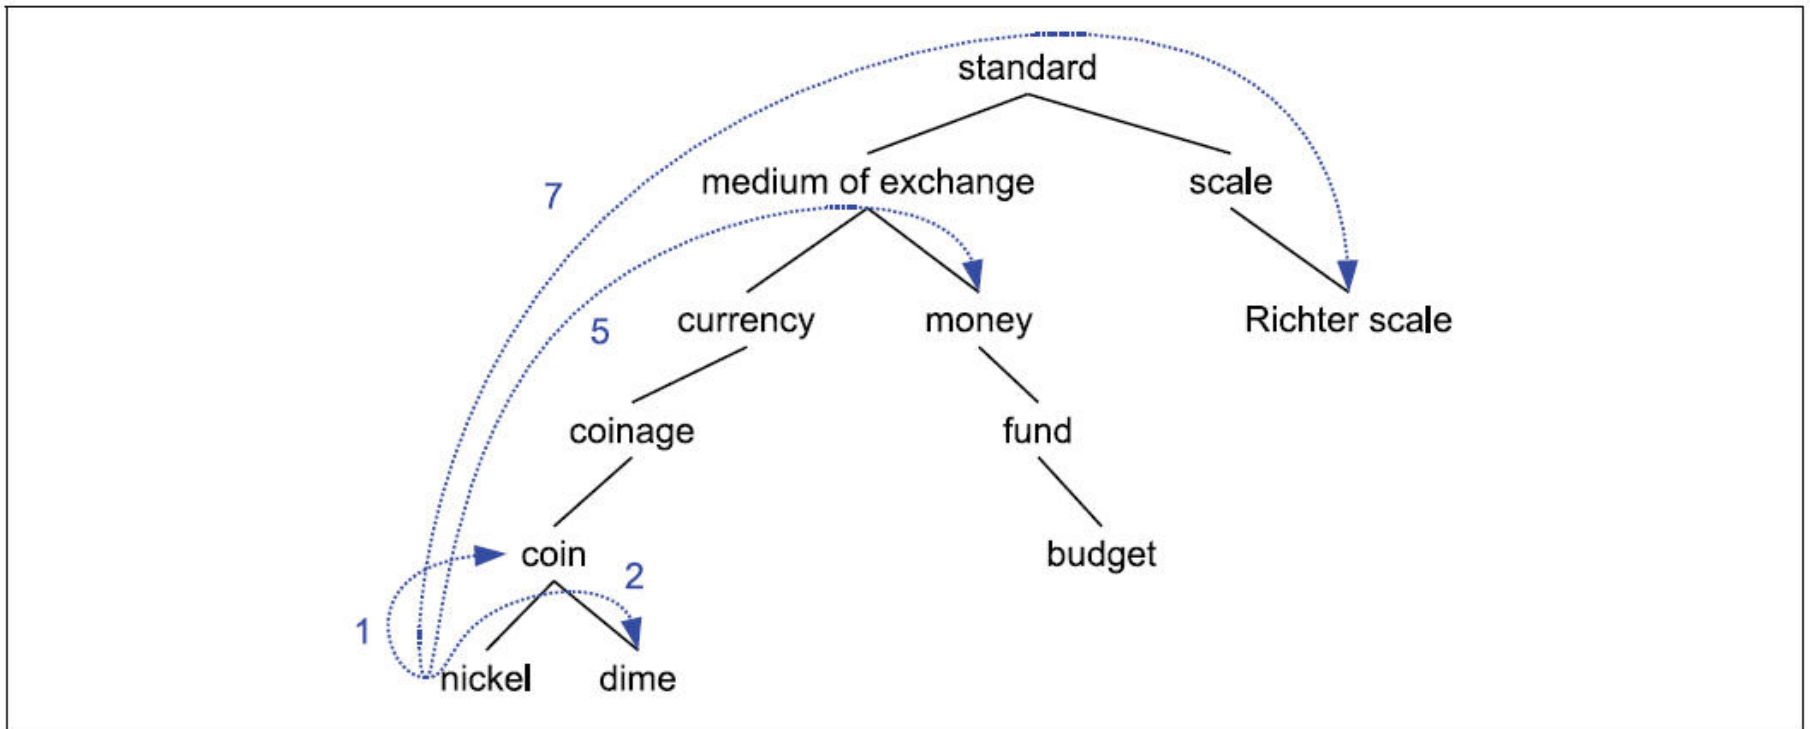 standard
7 medium of exchange scale
5 currency money Richter scale
coinage fund
coin 2 budget
1
nickel dime